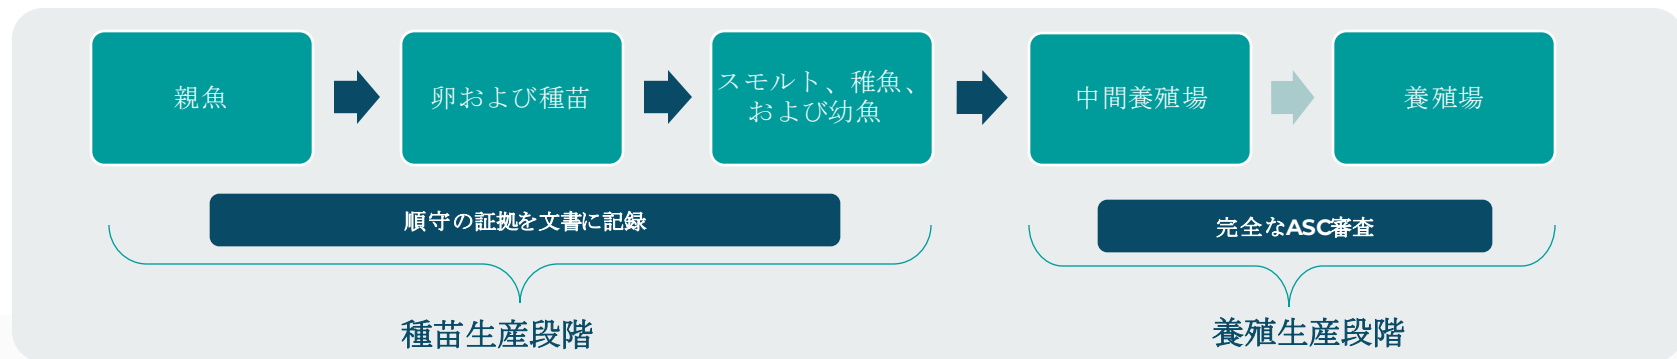 親魚
卵および種苗
スモルト、稚魚、
および幼魚
中間養殖場
養殖場
順守の証拠を文書に記録
完全なASC審査
種苗生産段階
養殖生産段階